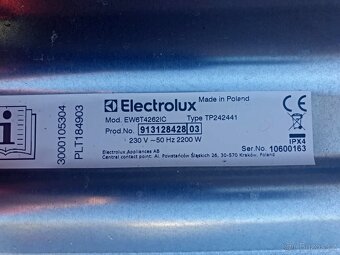 Electrolux
Made in Poland
Mod. EW6T4262IC
Type TP242441
Prod.No. 913128428 03
230 V ~ 50 Hz 2200 W
Electrolux Appliances AB
Central contact point: Al. Powstańców Śląskich 26, 30-570 Kraków, Poland
CE
IPX4
Ser.No. 10600163
3000105304
PLT184903
i